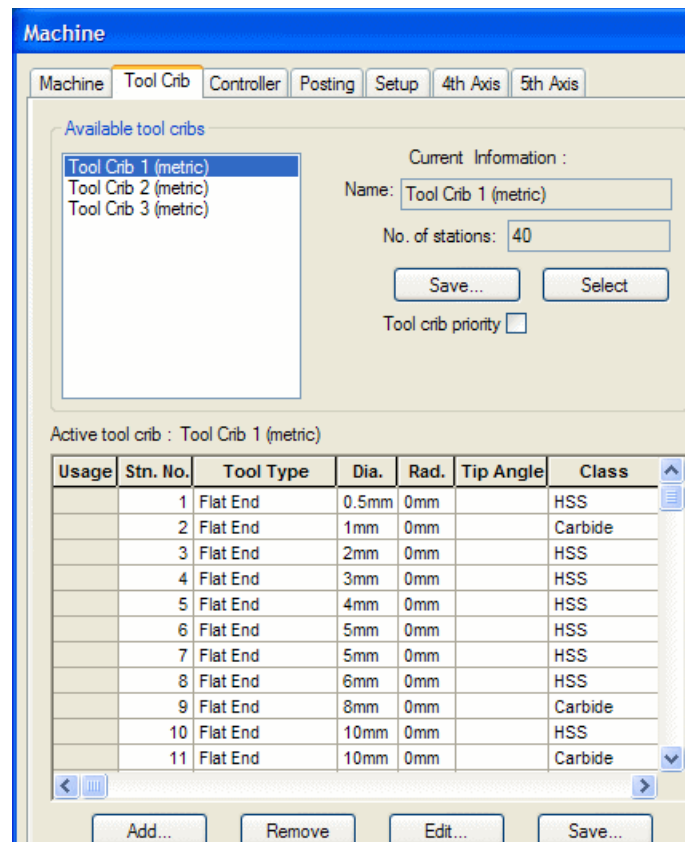 Machine
Machine Tool Crib Controller Posting Setup 4th Axis 5th Axis
Available tool cribs
Tool Crib 1 (metric)
Tool Crib 2 (metric)
Tool Crib 3 (metric)
Current Information :
Name: Tool Crib 1 (metric)
No. of stations: 40
Save... Select
Tool crib priority
Active tool crib : Tool Crib 1 (metric)
Usage Stn. No. Tool Type Dia. Rad. Tip Angle Class
1 Flat End 0.5mm 0mm HSS
2 Flat End 1mm 0mm Carbide
3 Flat End 2mm 0mm HSS
4 Flat End 3mm 0mm HSS
5 Flat End 4mm 0mm HSS
6 Flat End 5mm 0mm HSS
7 Flat End 5mm 0mm HSS
8 Flat End 6mm 0mm HSS
9 Flat End 8mm 0mm Carbide
10 Flat End 10mm 0mm HSS
11 Flat End 10mm 0mm Carbide
Add... Remove Edit... Save...